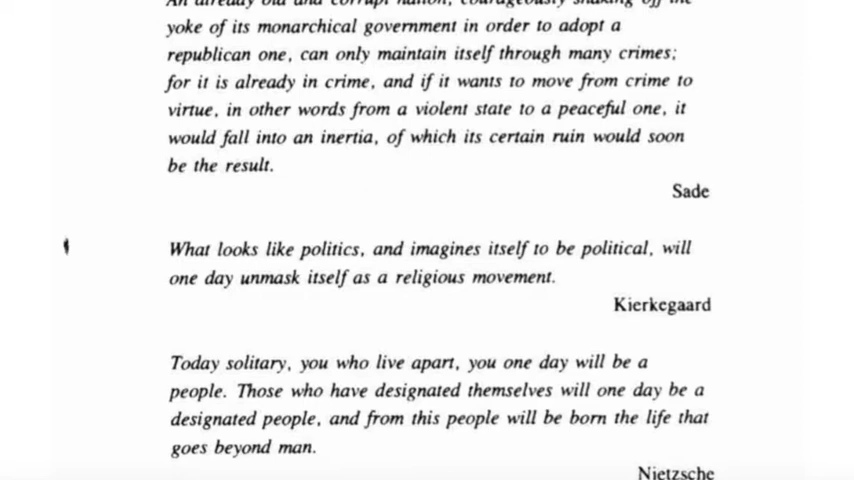 An already old and corrupt nation, courageously shaking off the
yoke of its monarchical government in order to adopt a
republican one, can only maintain itself through many crimes;
for it is already in crime, and if it wants to move from crime to
virtue, in other words from a violent state to a peaceful one, it
would fall into an inertia, of which its certain ruin would soon
be the result.
Sade
What looks like politics, and imagines itself to be political, will
one day unmask itself as a religious movement.
Kierkegaard
Today solitary, you who live apart, you one day will be a
people. Those who have designated themselves will one day be a
designated people, and from this people will be born the life that
goes beyond man.
Nietzsche